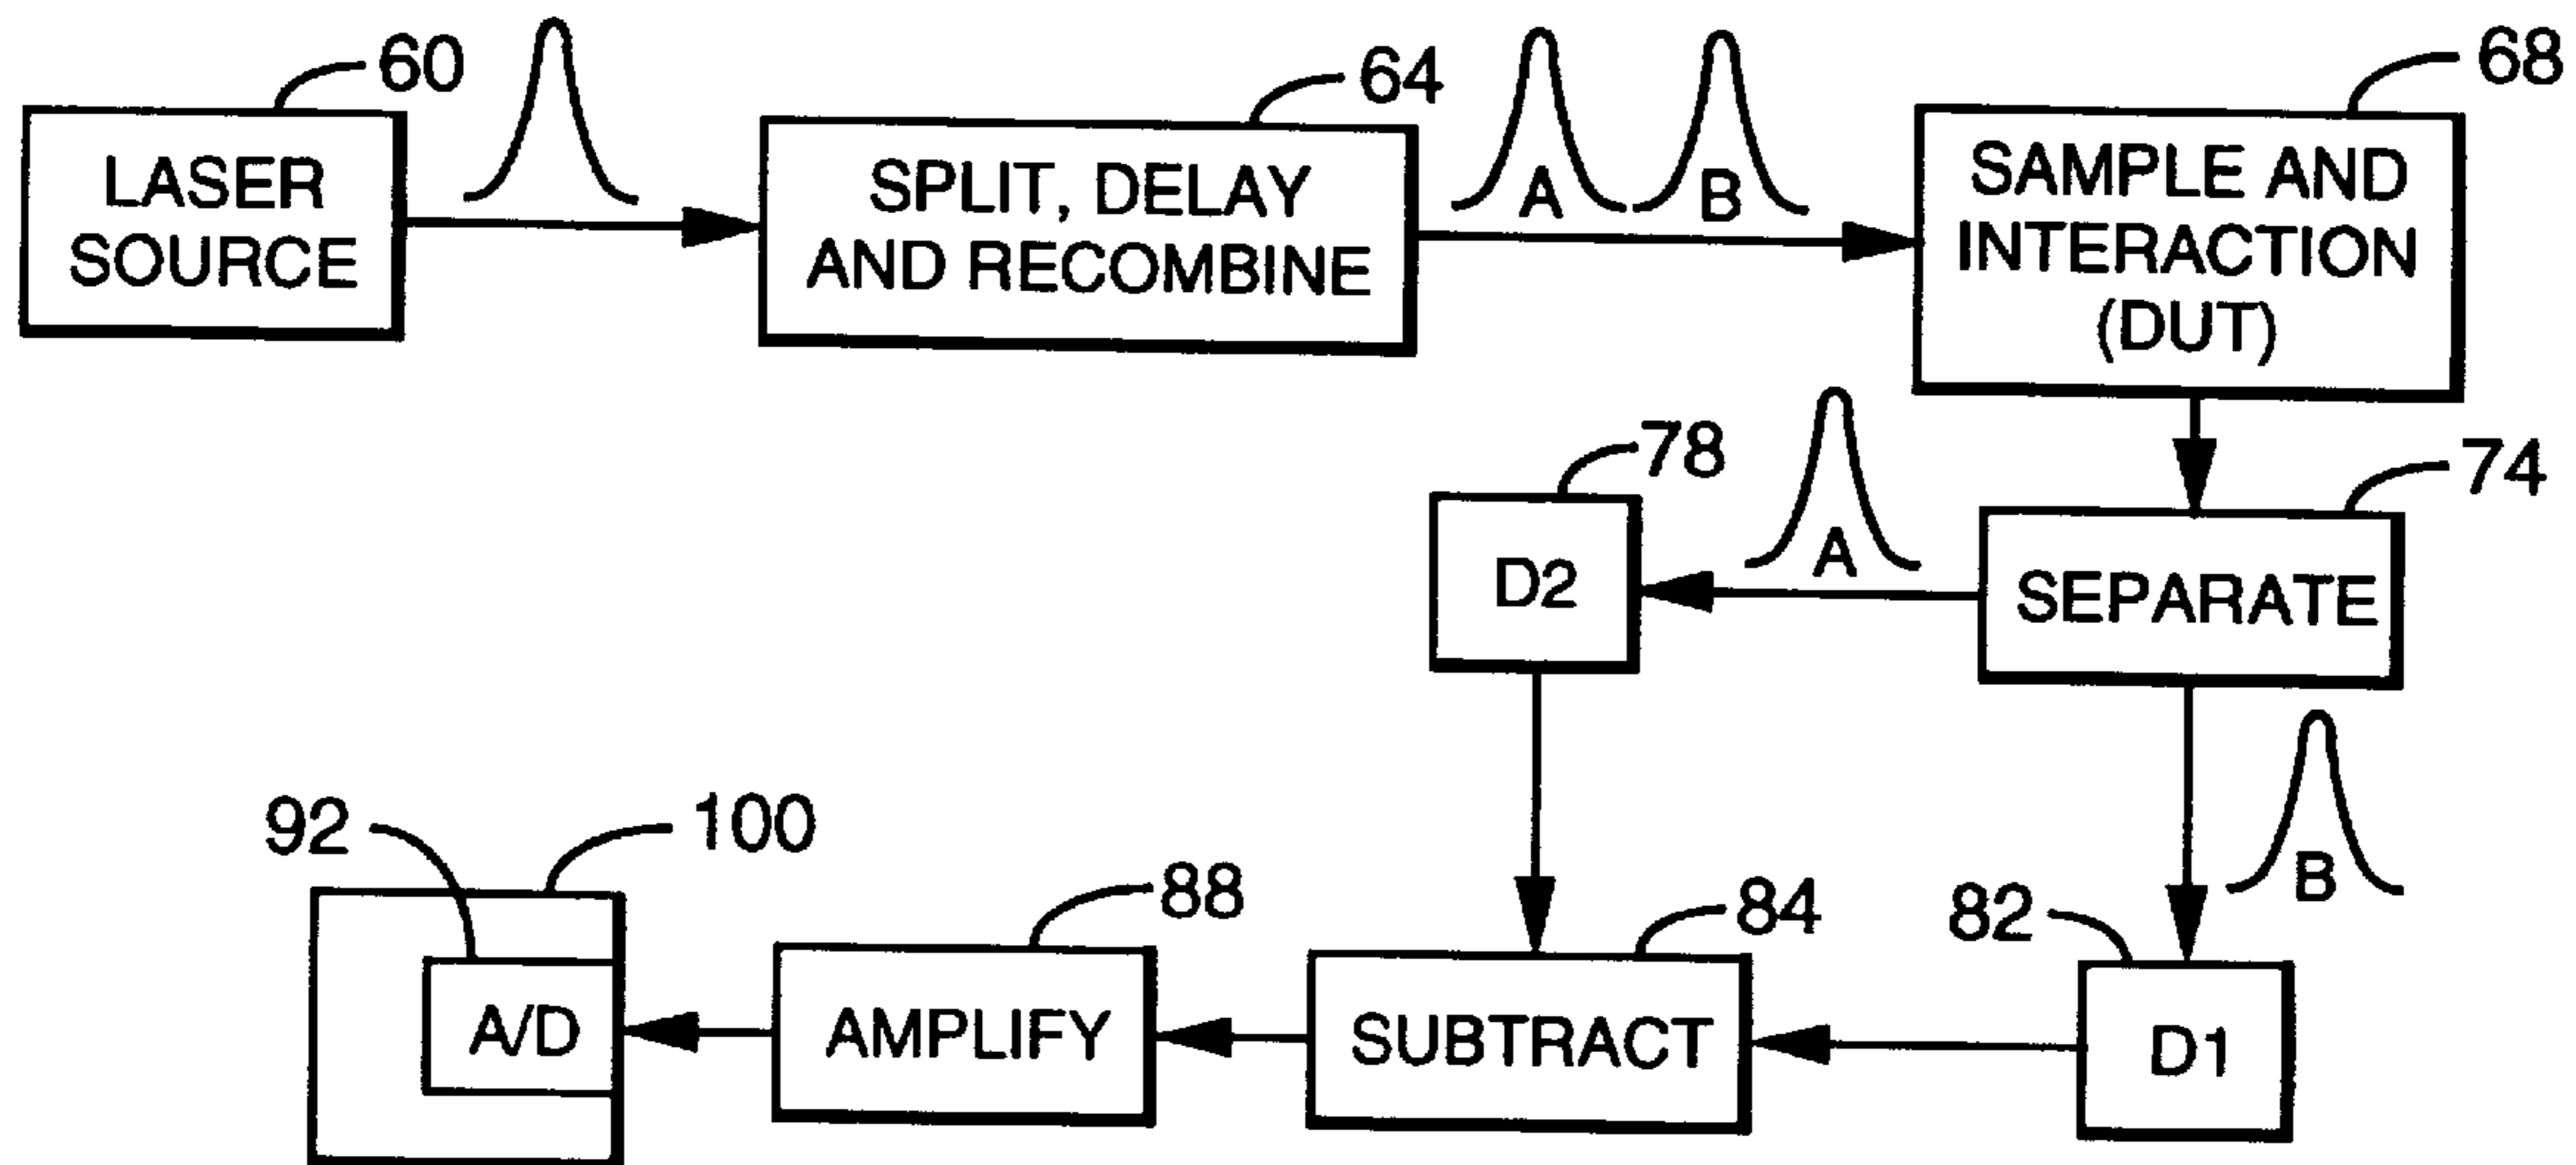 60
LASER
SOURCE
64
SPLIT, DELAY
AND RECOMBINE
A
B
68
SAMPLE AND
INTERACTION
(DUT)
78
D2
A
74
SEPARATE
B
92
100
A/D
88
AMPLIFY
84
SUBTRACT
82
D1